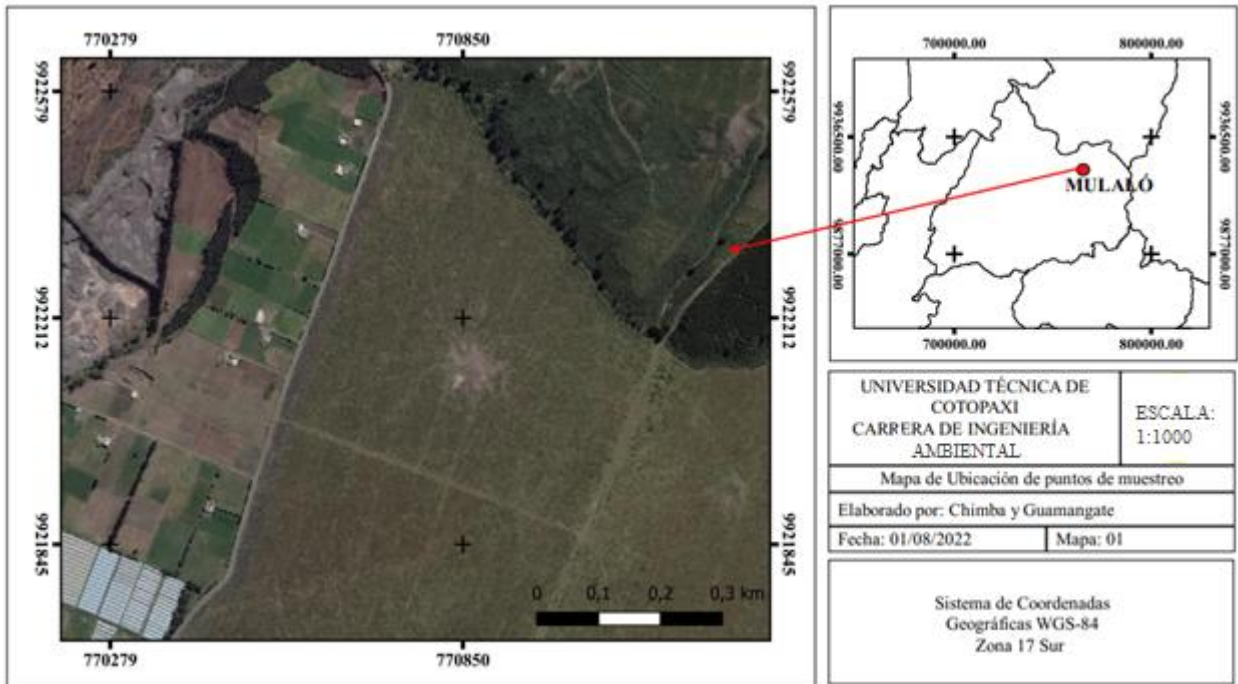 770279
770850
9922579
9922579
9922212
9922212
9921845
9921845
0 0,1 0,2 0,3 km
770279
770850
700000.00
800000.00
9936500.00
9936500.00
MULALÓ
9877000.00
9877000.00
700000.00
800000.00
UNIVERSIDAD TÉCNICA DE
COTOPAXI
CARRERA DE INGENIERÍA
AMBIENTAL
ESCALA:
1:1000
Mapa de Ubicación de puntos de muestreo
Elaborado por: Chimba y Guamangate
Fecha: 01/08/2022
Mapa: 01
Sistema de Coordenadas
Geográficas WGS-84
Zona 17 Sur